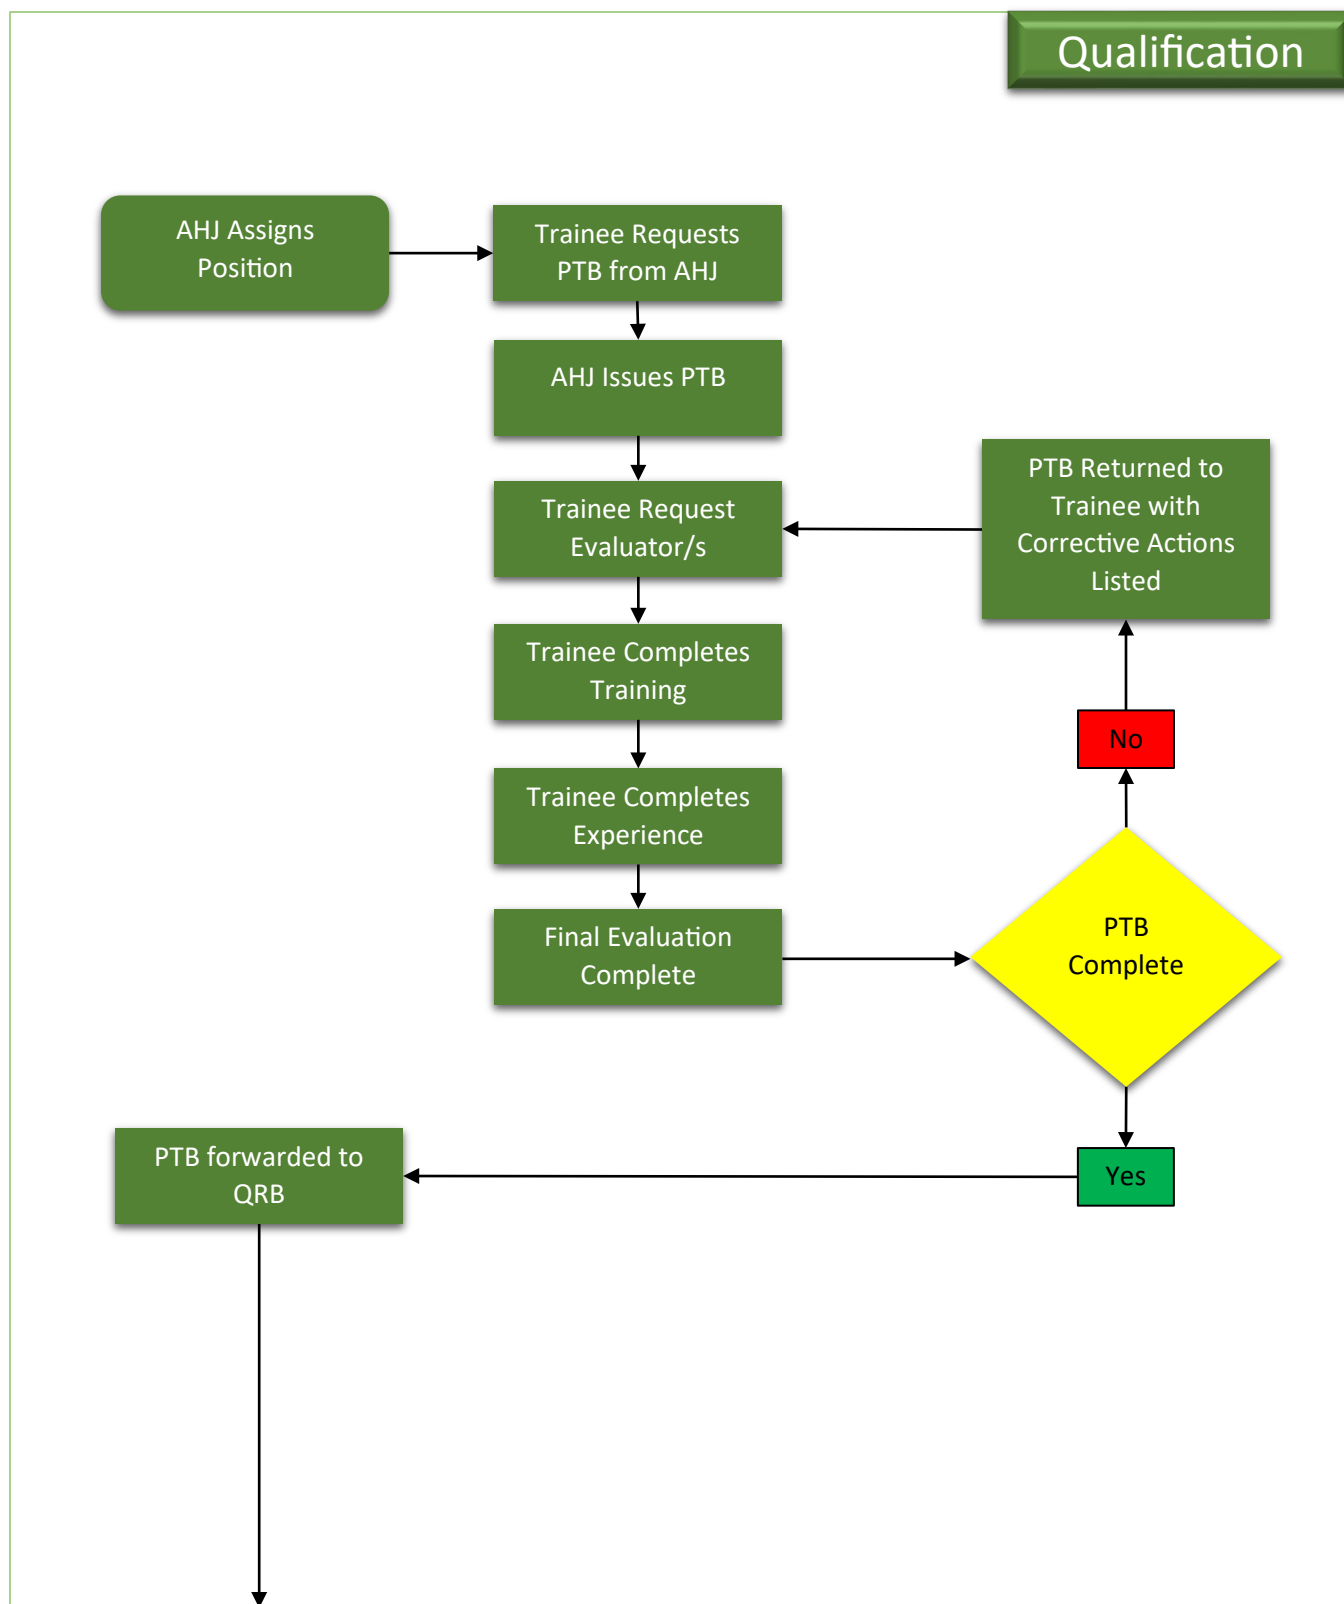 Qualification
AHJ Assigns
Position
Trainee Requests
PTB from AHJ
AHJ Issues PTB
Trainee Request
Evaluator/s
PTB Returned to
Trainee with
Corrective Actions
Listed
Trainee Completes
Training
No
Trainee Completes
Experience
Final Evaluation
Complete
PTB
Complete
PTB forwarded to
QRB
Yes